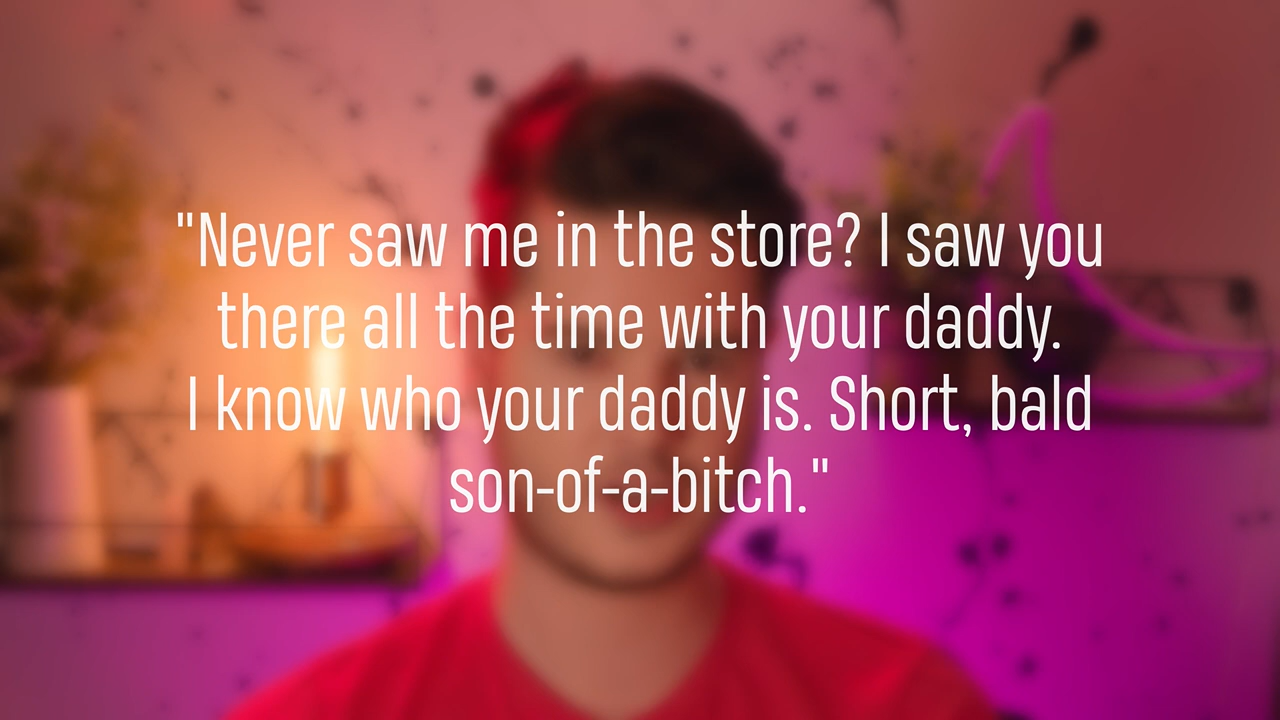 "Never saw me in the store? I saw you
there all the time with your daddy.
I know who your daddy is. Short, bald
son-of-a-bitch."